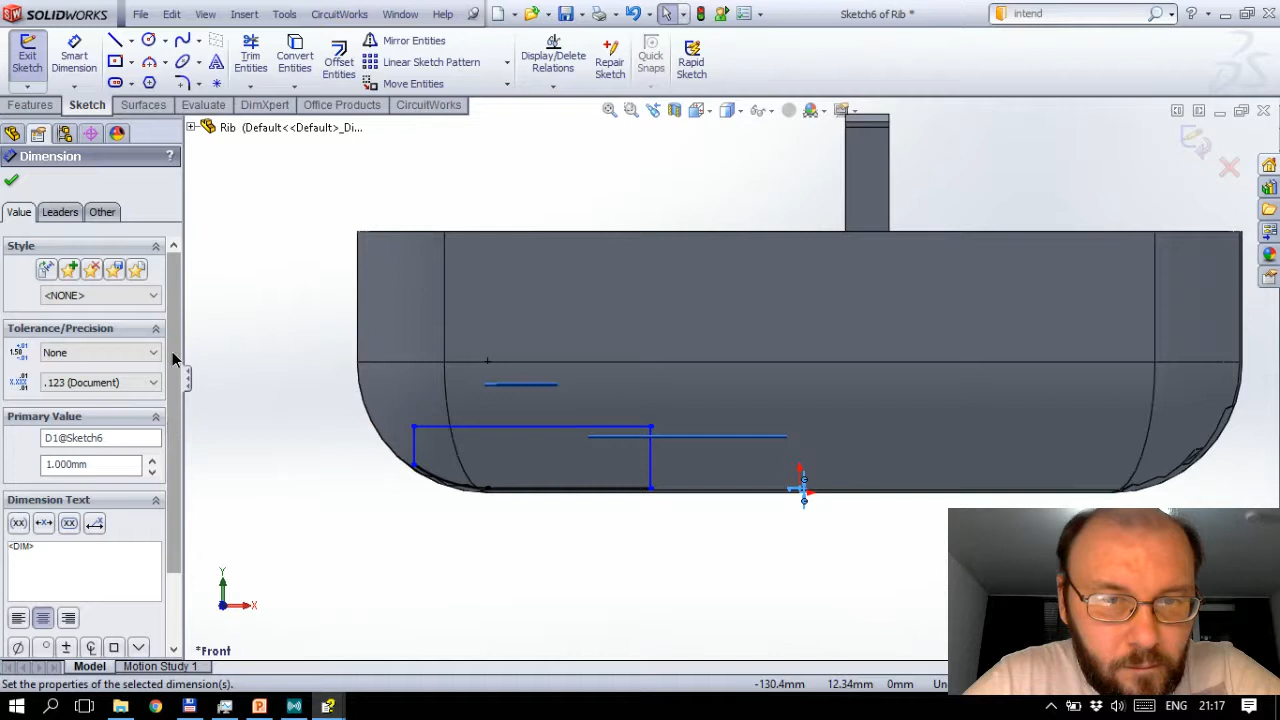 SOLIDWORKS File Edit View Insert Tools CircuitWorks Window Help Sketch6 of Rib * intend
Exit Sketch
Smart Dimension
Trim Entities
Convert Entities
Offset Entities
Mirror Entities
Linear Sketch Pattern
Move Entities
Display/Delete Relations
Repair Sketch
Quick Snaps
Rapid Sketch
Features Sketch Surfaces Evaluate DimXpert Office Products CircuitWorks
Rib (Default<<Default>_Di...
Dimension ?
Value Leaders Other
Style
<NONE>
Tolerance/Precision
None
.123 (Document)
Primary Value
D1@Sketch6
1.000mm
Dimension Text
(xx) (xx)
<DIM>
Y
X
*Front
Model Motion Study 1
Set the properties of the selected dimension(s). -130.4mm 12.34mm 0mm Un
ENG 21:17